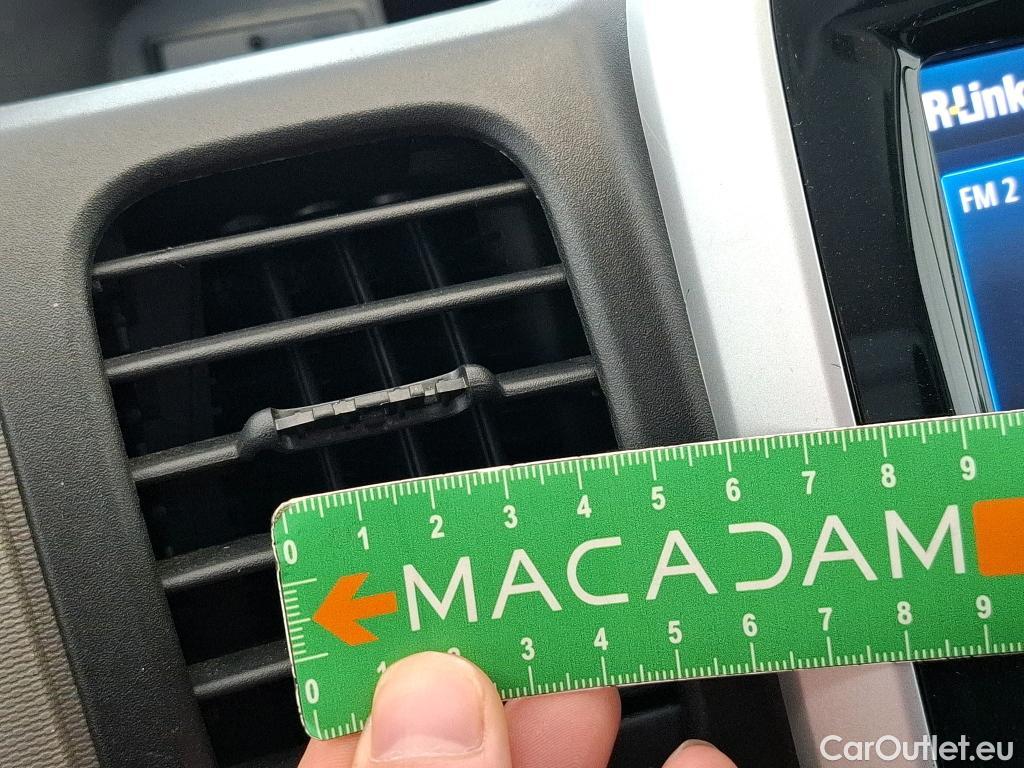 R-Link
FM 2
0 1 2 3 4 5 6 7 8 9
MACADAM
0 1 2 3 4 5 6 7 8 9
CarOutlet.eu